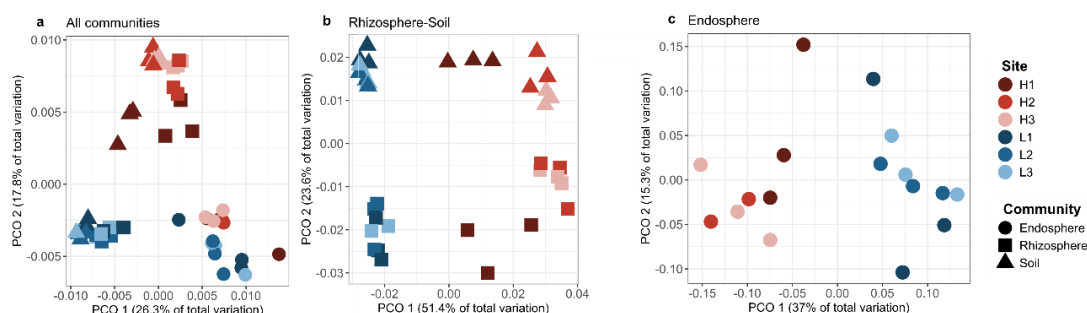 a All communities
0.010
0.005
0.000
-0.005
PCO 2 (17.8% of total variation)
-0.010 -0.005 0.000 0.005 0.010
PCO 1 (26.3% of total variation)
b Rhizosphere-Soil
0.02
0.01
0.00
-0.01
-0.02
-0.03
PCO 2 (23.6% of total variation)
-0.02 0.00 0.02 0.04
PCO 1 (51.4% of total variation)
c Endosphere
0.15
0.10
0.05
0.00
-0.05
-0.10
PCO 2 (15.3% of total variation)
-0.15 -0.10 -0.05 0.00 0.05 0.10
PCO 1 (37% of total variation)
Site
H1
H2
H3
L1
L2
L3
Community
Endosphere
Rhizosphere
Soil